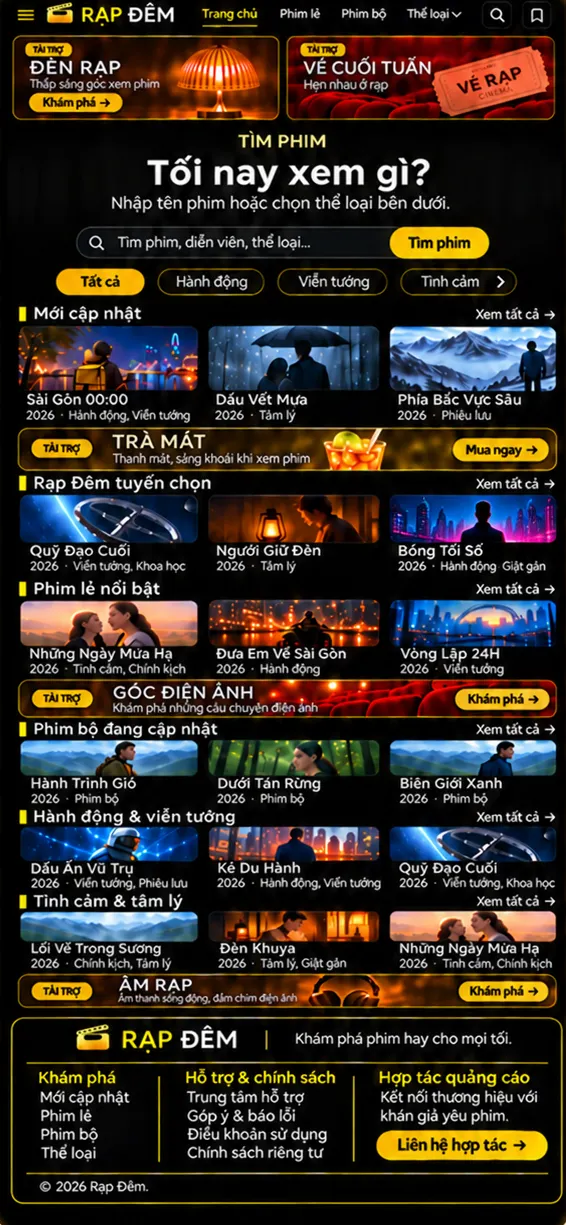 RẠP ĐÊM
Trang chủ
Phim lẻ
Phim bộ
Thể loại
TÀI TRỢ
ĐÈN RẠP
Thắp sáng góc xem phim
Khám phá →
TÀI TRỢ
VÉ CUỐI TUẦN
Hẹn nhau ở rạp
VÉ RẠP
CINEMA
TÌM PHIM
Tối nay xem gì?
Nhập tên phim hoặc chọn thể loại bên dưới.
Tìm phim, diễn viên, thể loại...
Tìm phim
Tất cả
Hành động
Viễn tưởng
Tình cảm
Mới cập nhật
Xem tất cả →
Sài Gòn 00:00
2026 · Hành động, Viễn tưởng
Dấu Vết Mưa
2026 · Tâm lý
Phía Bắc Vực Sâu
2026 · Phiêu lưu
TÀI TRỢ
TRÀ MÁT
Thanh mát, sảng khoái khi xem phim
Mua ngay →
Rạp Đêm tuyển chọn
Xem tất cả →
Quỹ Đạo Cuối
2026 · Viễn tưởng, Khoa học
Người Giữ Đèn
2026 · Tâm lý
Bóng Tối Số
2026 · Hành động Giật gân
Phim lẻ nổi bật
Xem tất cả →
Những Ngày Mưa Hạ
2026 · Tình cảm, Chính kịch
Đưa Em Về Sài Gòn
2026 · Hành động
Vòng Lặp 24H
2026 · Viễn tưởng
TÀI TRỢ
GÓC ĐIỆN ẢNH
Khám phá những câu chuyện điện ảnh
Khám phá →
Phim bộ đang cập nhật
Xem tất cả →
Hành Trình Gió
2026 · Phim bộ
Dưới Tán Rừng
2026 · Phim bộ
Biên Giới Xanh
2026 · Phim bộ
Hành động & viễn tưởng
Xem tất cả →
Dấu Ấn Vũ Trụ
2026 · Viễn tưởng, Phiêu lưu
Kẻ Du Hành
2026 · Hành động, Viễn tưởng
Quỹ Đạo Cuối
2026 · Viễn tưởng, Khoa học
Tình cảm & tâm lý
Xem tất cả →
Lối Về Trong Sương
2026 · Chính kịch, Tâm lý
Đèn Khuya
2026 · Tâm lý, Giật gân
Những Ngày Mưa Hạ
2026 · Tình cảm, Chính kịch
TÀI TRỢ
ÂM RẠP
Âm thanh sống động, đắm chìm điện ảnh
Khám phá →
RẠP ĐÊM
Khám phá phim hay cho mọi tối.
Khám phá
Mới cập nhật
Phim lẻ
Phim bộ
Thể loại
Hỗ trợ & chính sách
Trung tâm hỗ trợ
Góp ý & báo lỗi
Điều khoản sử dụng
Chính sách riêng tư
Hợp tác quảng cáo
Kết nối thương hiệu với
khán giả yêu phim.
Liên hệ hợp tác →
© 2026 Rạp Đêm.